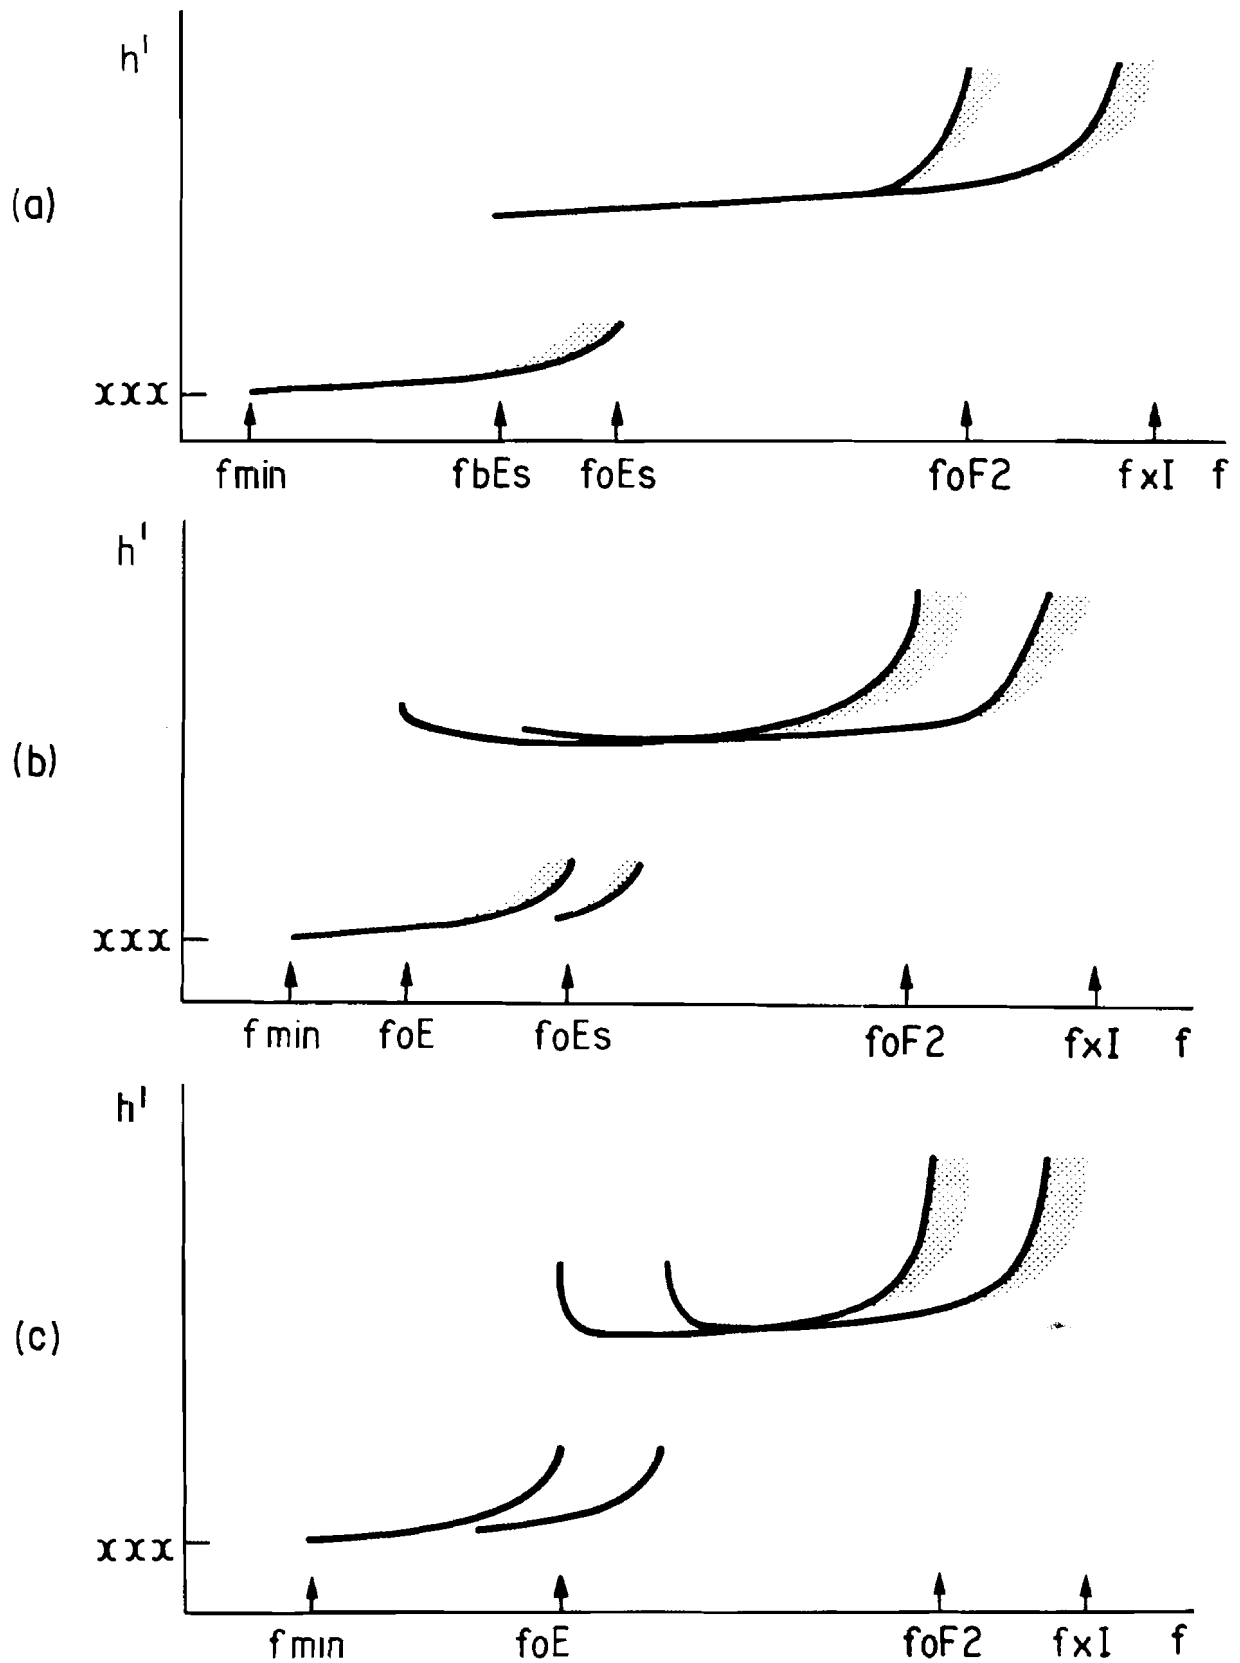 h'
(a)
xxx
fmin fbEs foEs foF2 fxI f
h'
(b)
xxx
fmin foE foEs foF2 fxI f
h'
(c)
xxx
fmin foE foF2 fxI f